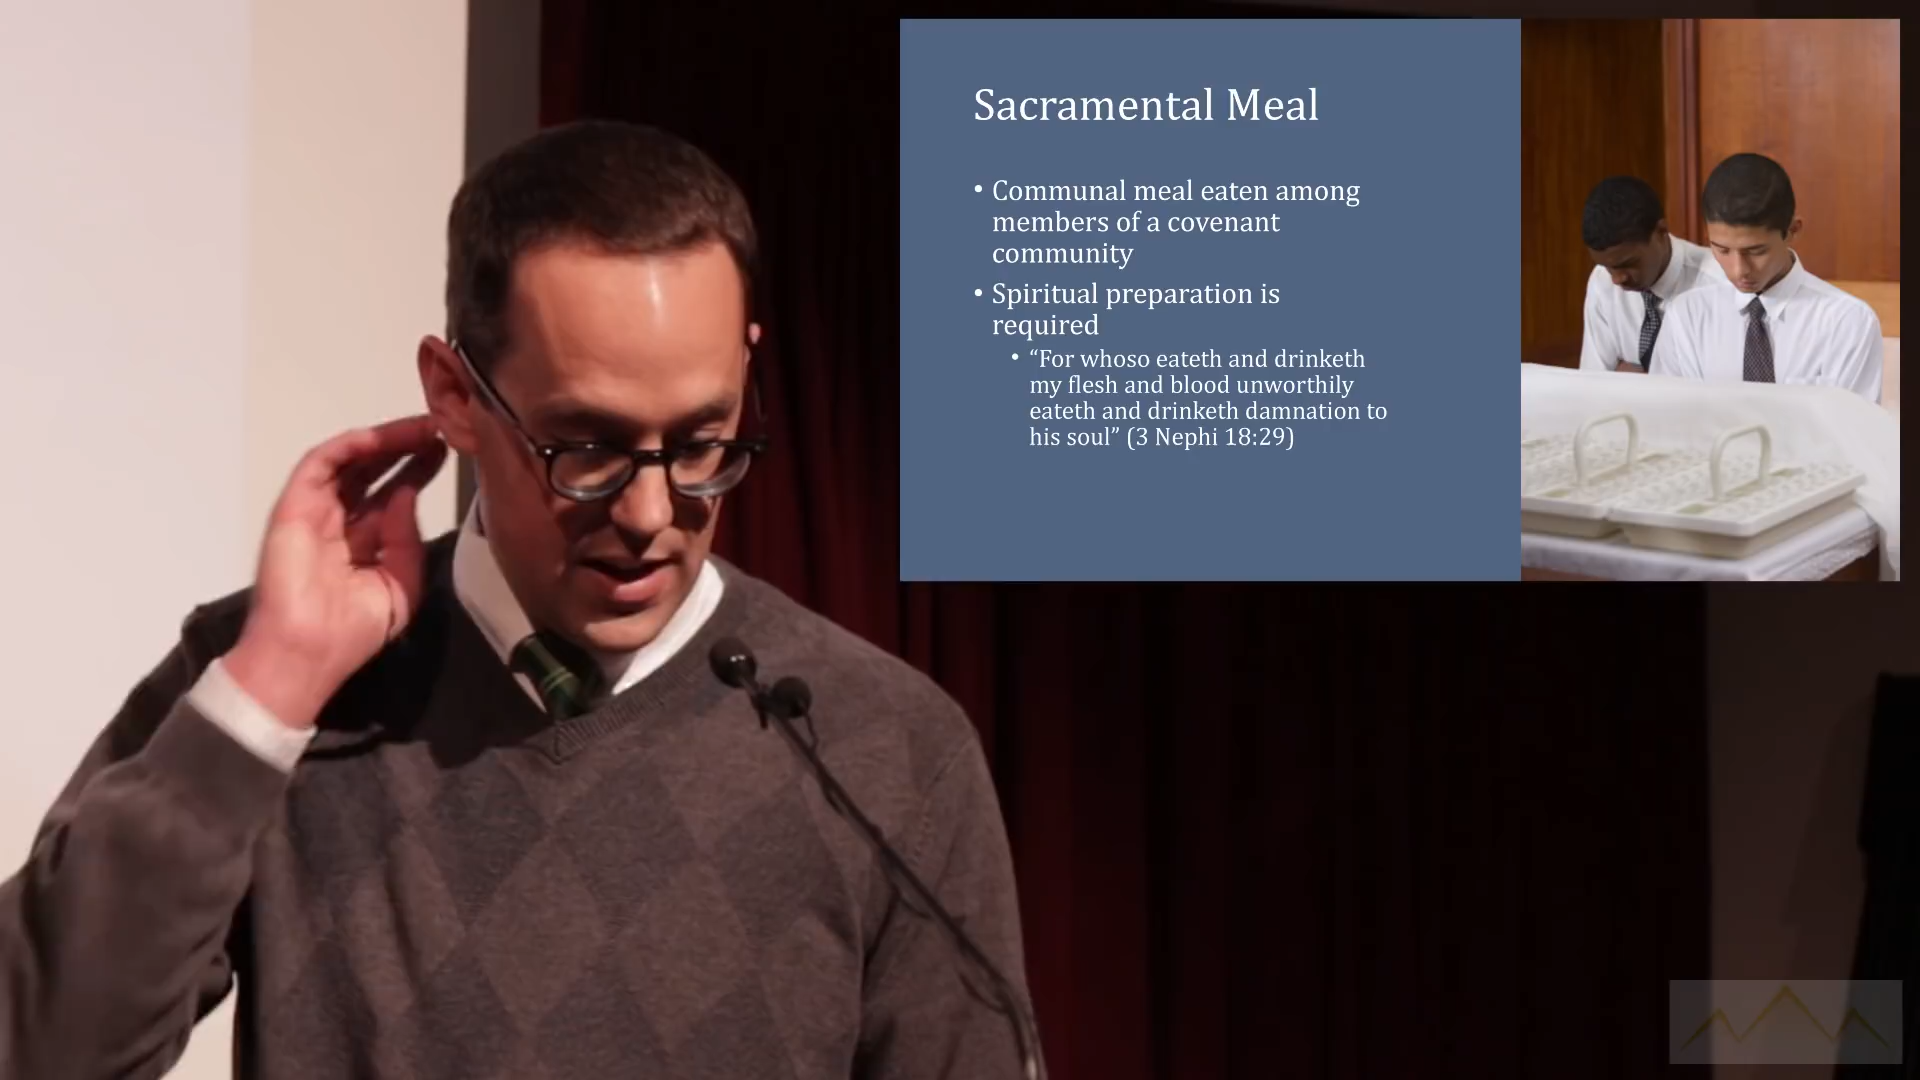 Sacramental Meal
• Communal meal eaten among
members of a covenant
community
• Spiritual preparation is
required
• “For whoso eateth and drinketh
my flesh and blood unworthily
eateth and drinketh damnation to
his soul” (3 Nephi 18:29)